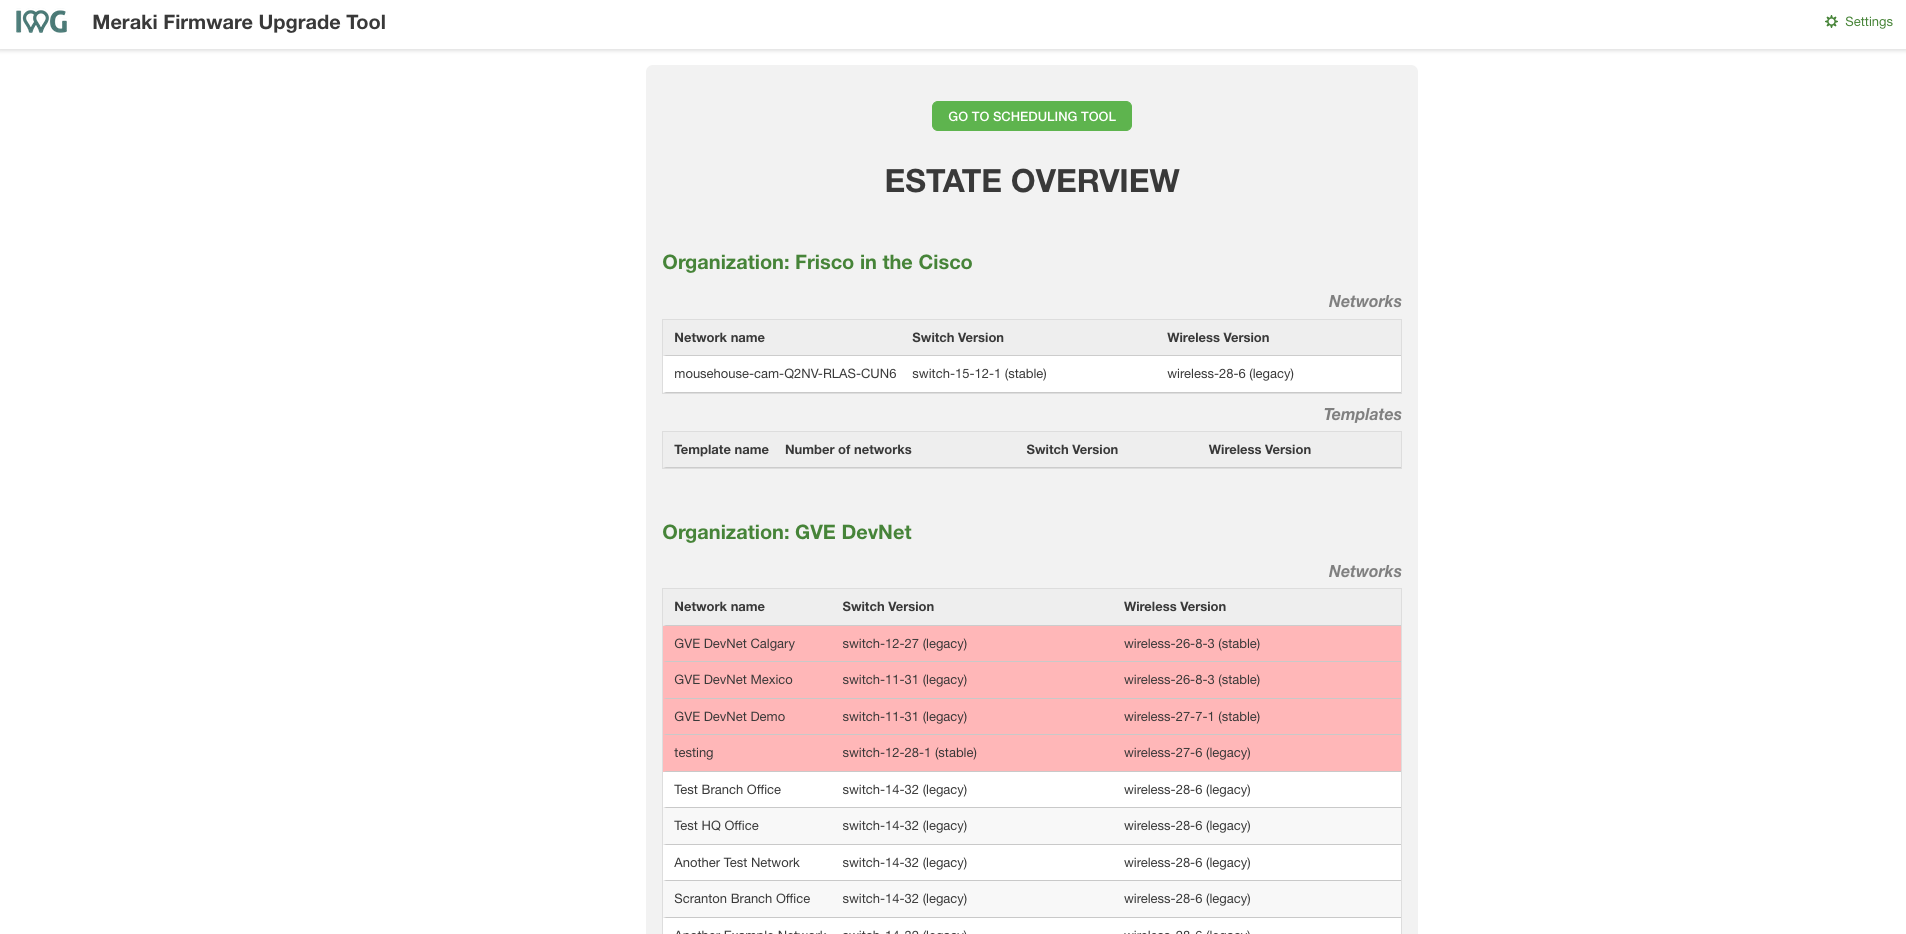 IWG Meraki Firmware Upgrade Tool Settings
GO TO SCHEDULING TOOL
ESTATE OVERVIEW
Organization: Frisco in the Cisco
Networks
Network name Switch Version Wireless Version
mousehouse-cam-Q2NV-RLAS-CUN6 switch-15-12-1 (stable) wireless-28-6 (legacy)
Templates
Template name Number of networks Switch Version Wireless Version
Organization: GVE DevNet
Networks
Network name Switch Version Wireless Version
GVE DevNet Calgary switch-12-27 (legacy) wireless-26-8-3 (stable)
GVE DevNet Mexico switch-11-31 (legacy) wireless-26-8-3 (stable)
GVE DevNet Demo switch-11-31 (legacy) wireless-27-7-1 (stable)
testing switch-12-28-1 (stable) wireless-27-6 (legacy)
Test Branch Office switch-14-32 (legacy) wireless-28-6 (legacy)
Test HQ Office switch-14-32 (legacy) wireless-28-6 (legacy)
Another Test Network switch-14-32 (legacy) wireless-28-6 (legacy)
Scranton Branch Office switch-14-32 (legacy) wireless-28-6 (legacy)
Another Example Network